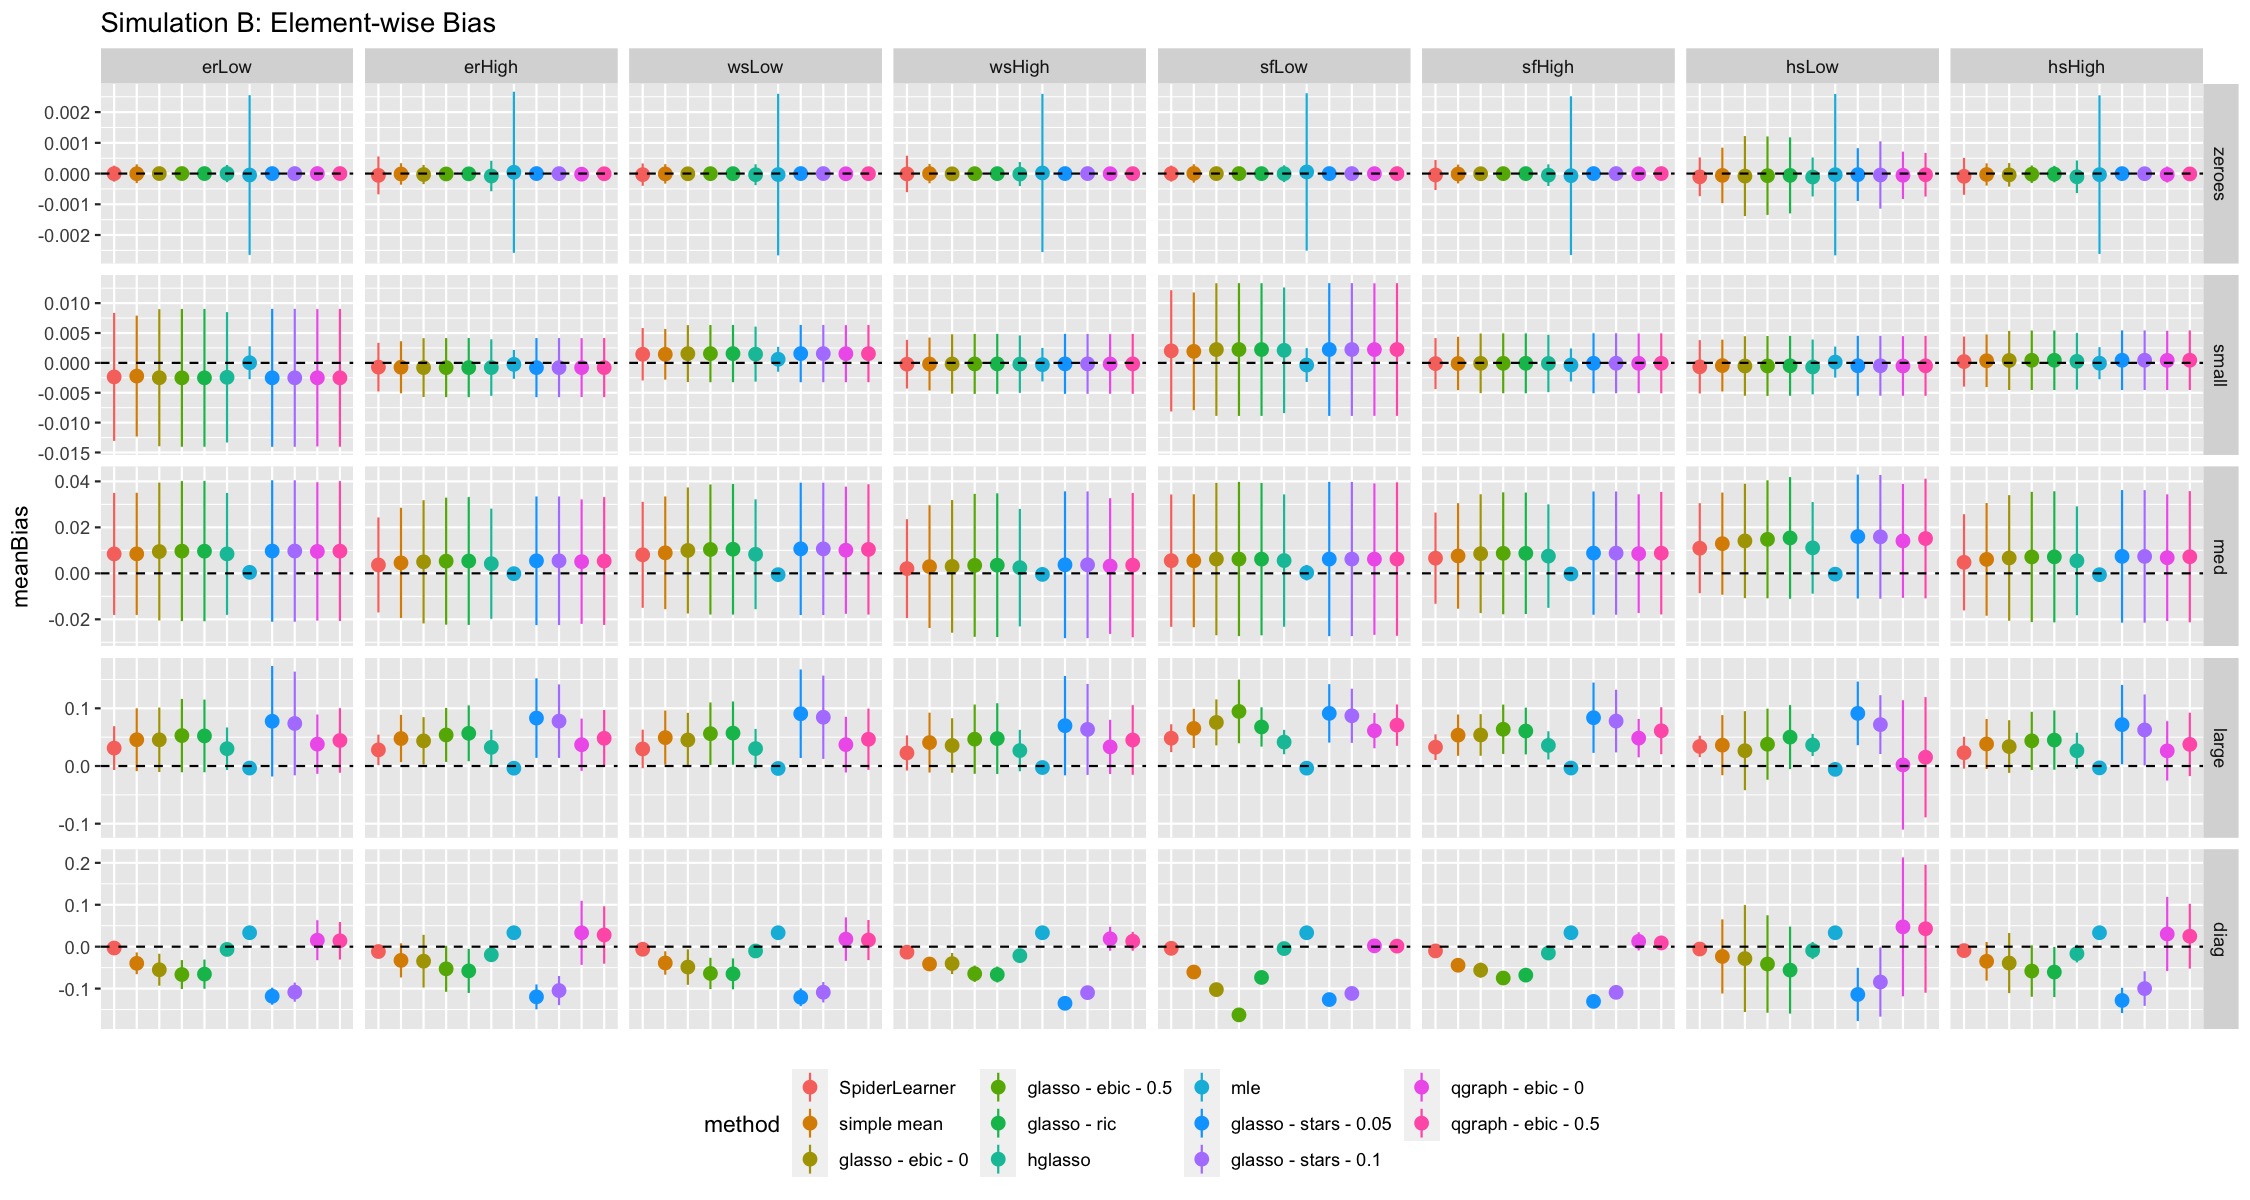 Simulation B: Element-wise Bias
erLow erHigh wsLow wsHigh sfLow sfHigh hsLow hsHigh
0.002
0.001
0.000
-0.001
-0.002
zeroes
0.010
0.005
0.000
-0.005
-0.010
-0.015
small
0.04
0.02
0.00
-0.02
med
0.1
0.0
-0.1
large
0.2
0.1
0.0
-0.1
diag
meanBias
method
SpiderLearner glasso - ebic - 0.5 mle qgraph - ebic - 0
simple mean glasso - ric glasso - stars - 0.05 qgraph - ebic - 0.5
glasso - ebic - 0 hglasso glasso - stars - 0.1